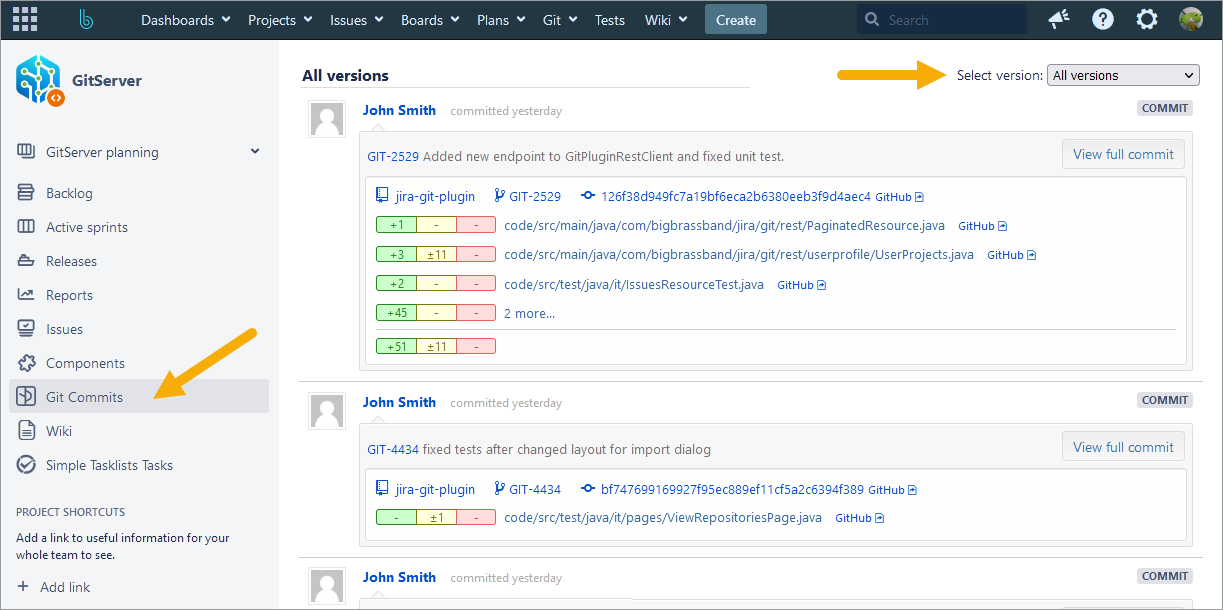 Dashboards Projects Issues Boards Plans Git Tests Wiki Create Search
GitServer
GitServer planning
Backlog
Active sprints
Releases
Reports
Issues
Components
Git Commits
Wiki
Simple Tasklists Tasks
PROJECT SHORTCUTS
Add a link to useful information for your
whole team to see.
+ Add link
All versions
Select version: All versions
John Smith committed yesterday COMMIT
GIT-2529 Added new endpoint to GitPluginRestClient and fixed unit test. View full commit
jira-git-plugin GIT-2529 126f38d949fc7a19bf6eca2b6380eeb3f9d4aec4 GitHub
+1 - - code/src/main/java/com/bigbrassband/jira/git/rest/PaginatedResource.java GitHub
+3 ±11 - code/src/main/java/com/bigbrassband/jira/git/rest/userprofile/UserProjects.java GitHub
+2 - - code/src/test/java/it/IssuesResourceTest.java GitHub
+45 - - 2 more...
+51 ±11 -
John Smith committed yesterday COMMIT
GIT-4434 fixed tests after changed layout for import dialog View full commit
jira-git-plugin GIT-4434 bf747699169927f95ec889ef11cf5a2c6394f389 GitHub
- ±1 - code/src/test/java/it/pages/ViewRepositoriesPage.java GitHub
John Smith committed yesterday COMMIT